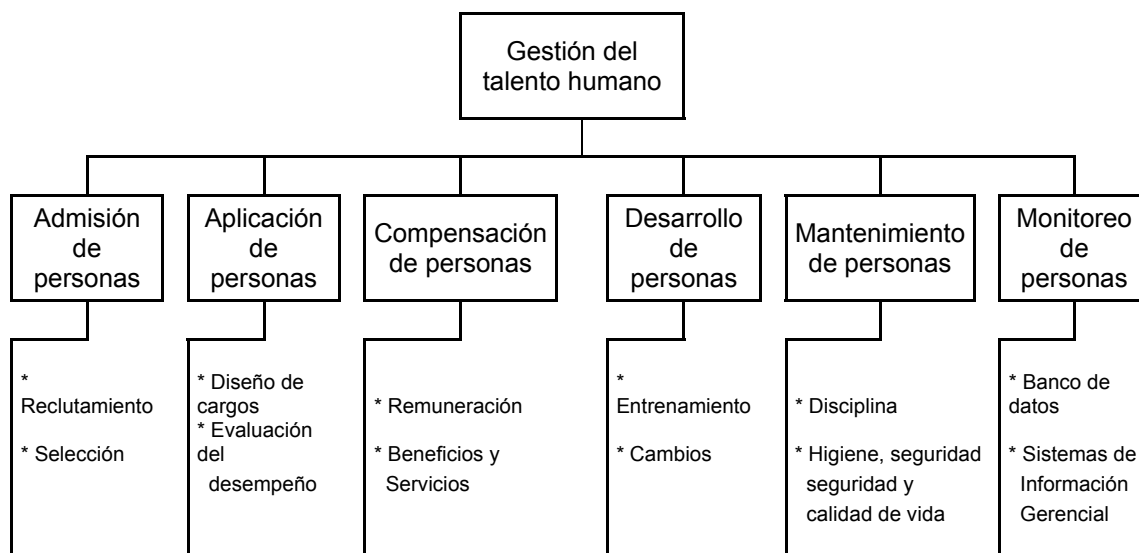 Gestión del
talento humano
Admisión
de
personas
Aplicación
de
personas
Compensación
de personas
Desarrollo
de
personas
Mantenimiento
de personas
Monitoreo
de
personas
*
Reclutamiento
* Selección
* Diseño de
cargos
* Evaluación
del
desempeño
* Remuneración
* Beneficios y
Servicios
*
Entrenamiento
* Cambios
* Disciplina
* Higiene, seguridad
seguridad y
calidad de vida
* Banco de
datos
* Sistemas de
Información
Gerencial